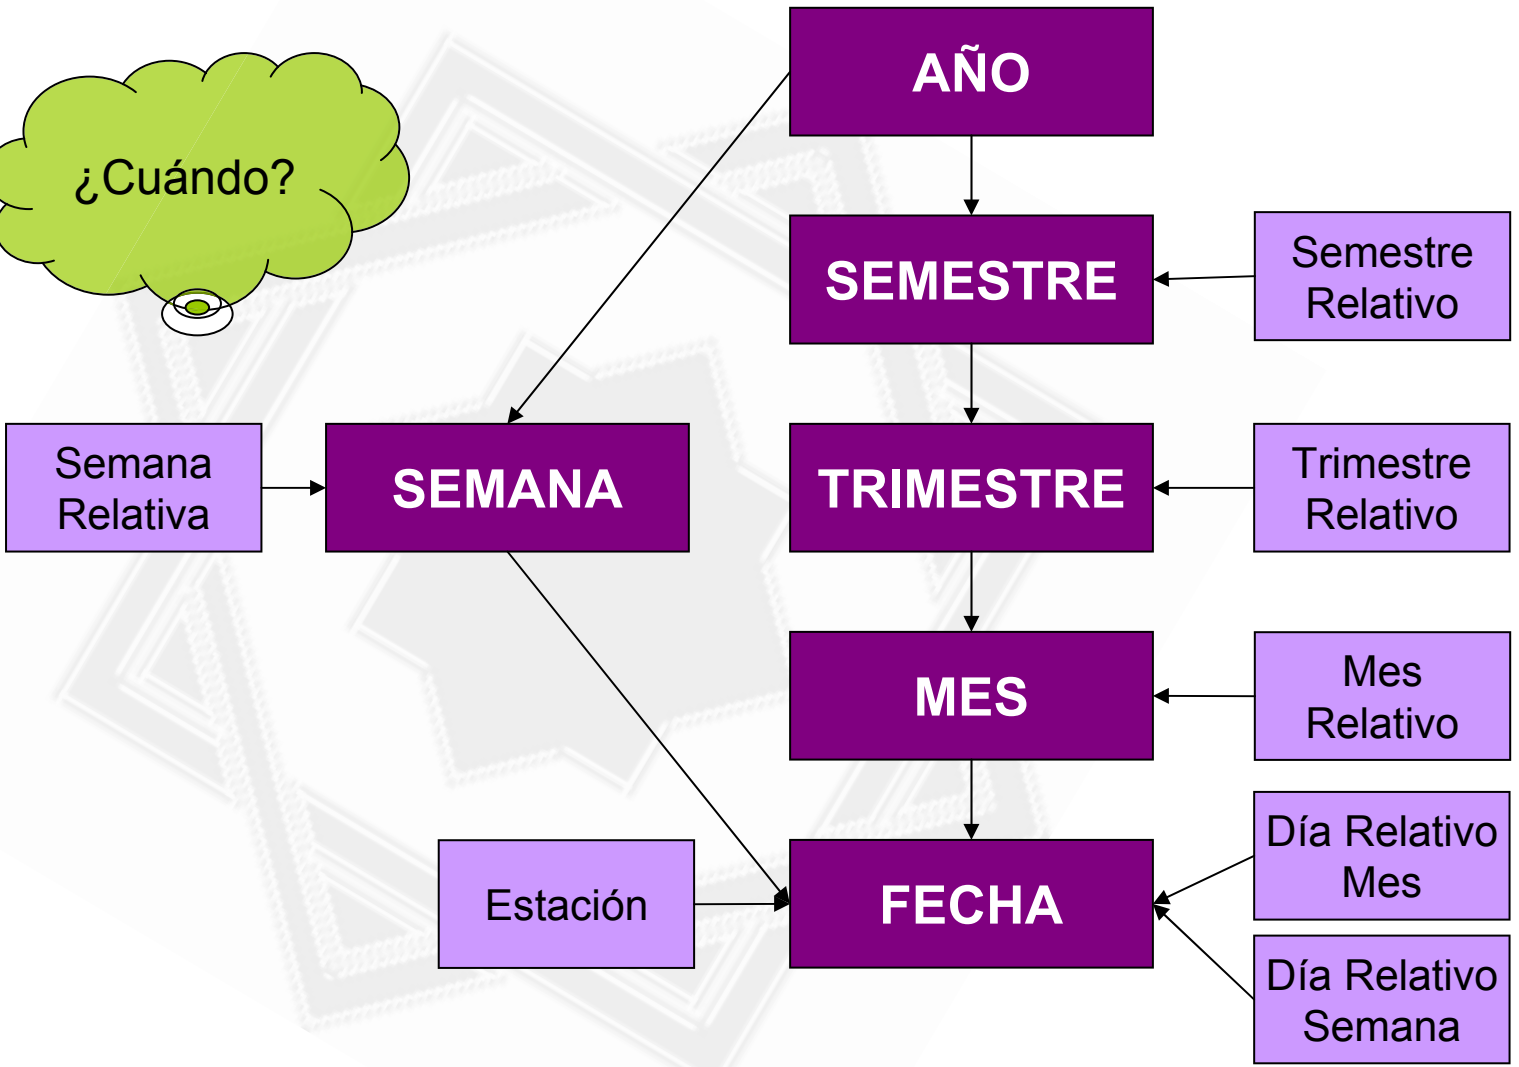 AÑO
¿Cuándo?
SEMESTRE
Semestre
Relativo
Semana
Relativa
SEMANA
TRIMESTRE
Trimestre
Relativo
MES
Mes
Relativo
Estación
FECHA
Día Relativo
Mes
Día Relativo
Semana